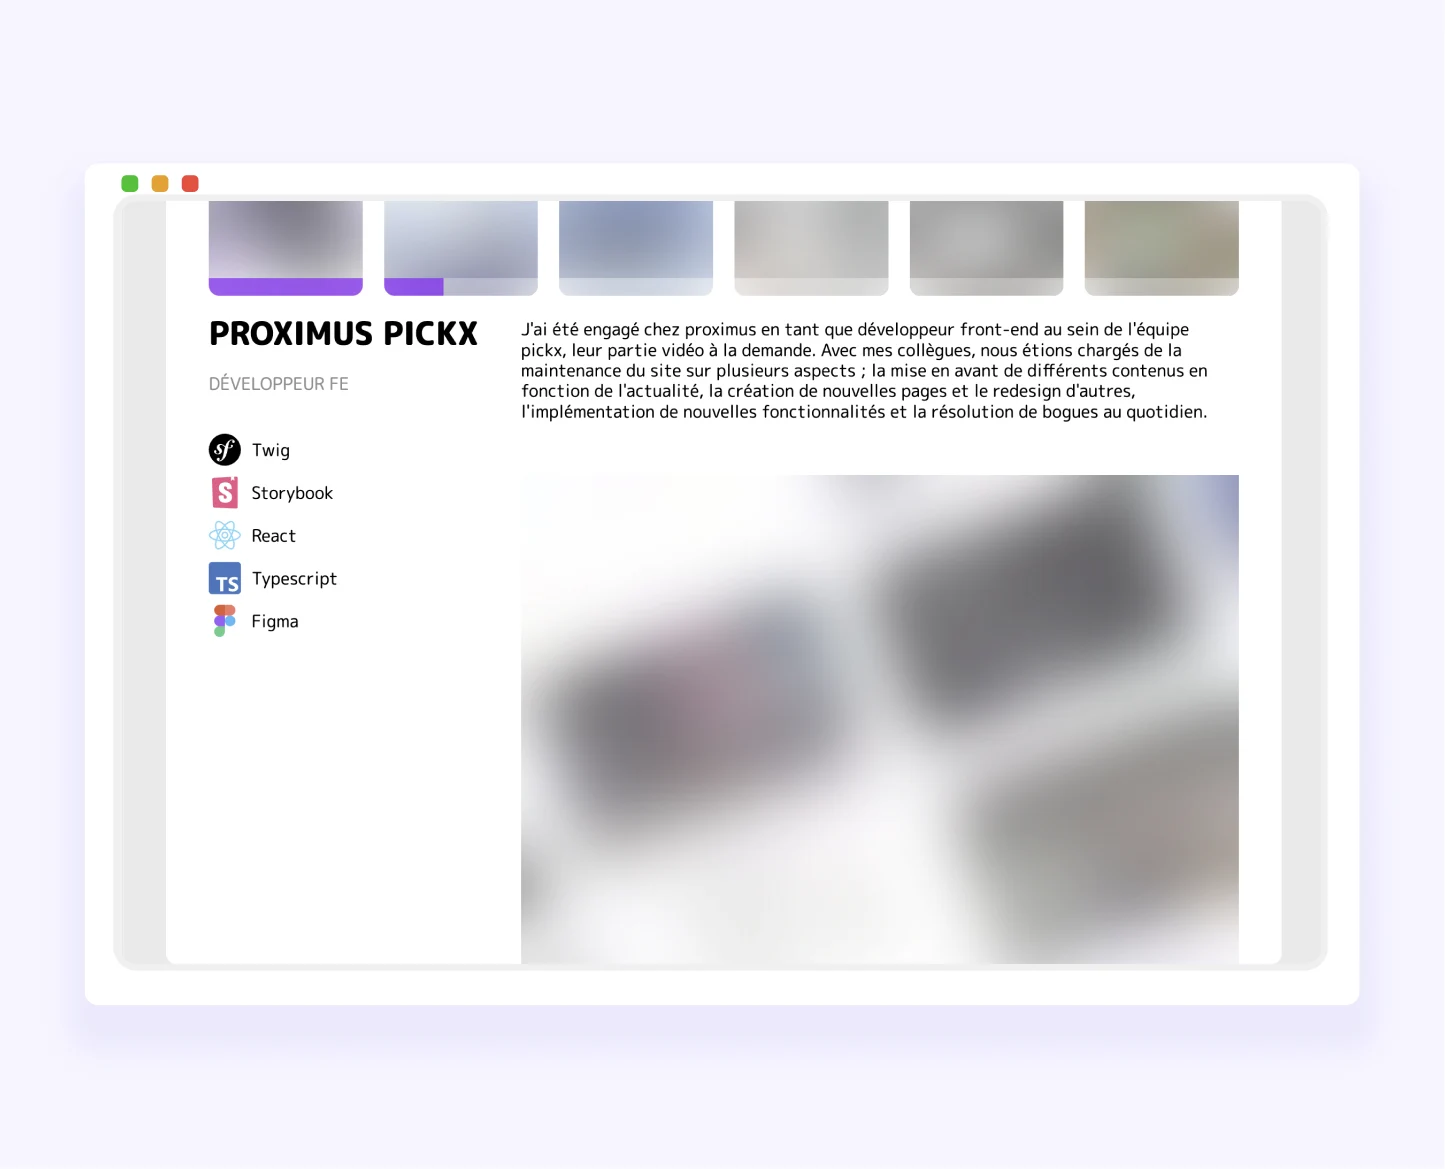 PROXIMUS PICKX
DÉVELOPPEUR FE
sf Twig
S Storybook
React
TS Typescript
Figma
J'ai été engagé chez proximus en tant que développeur front-end au sein de l'équipe
pickx, leur partie vidéo à la demande. Avec mes collègues, nous étions chargés de la
maintenance du site sur plusieurs aspects ; la mise en avant de différents contenus en
fonction de l'actualité, la création de nouvelles pages et le redesign d'autres,
l'implémentation de nouvelles fonctionnalités et la résolution de bogues au quotidien.